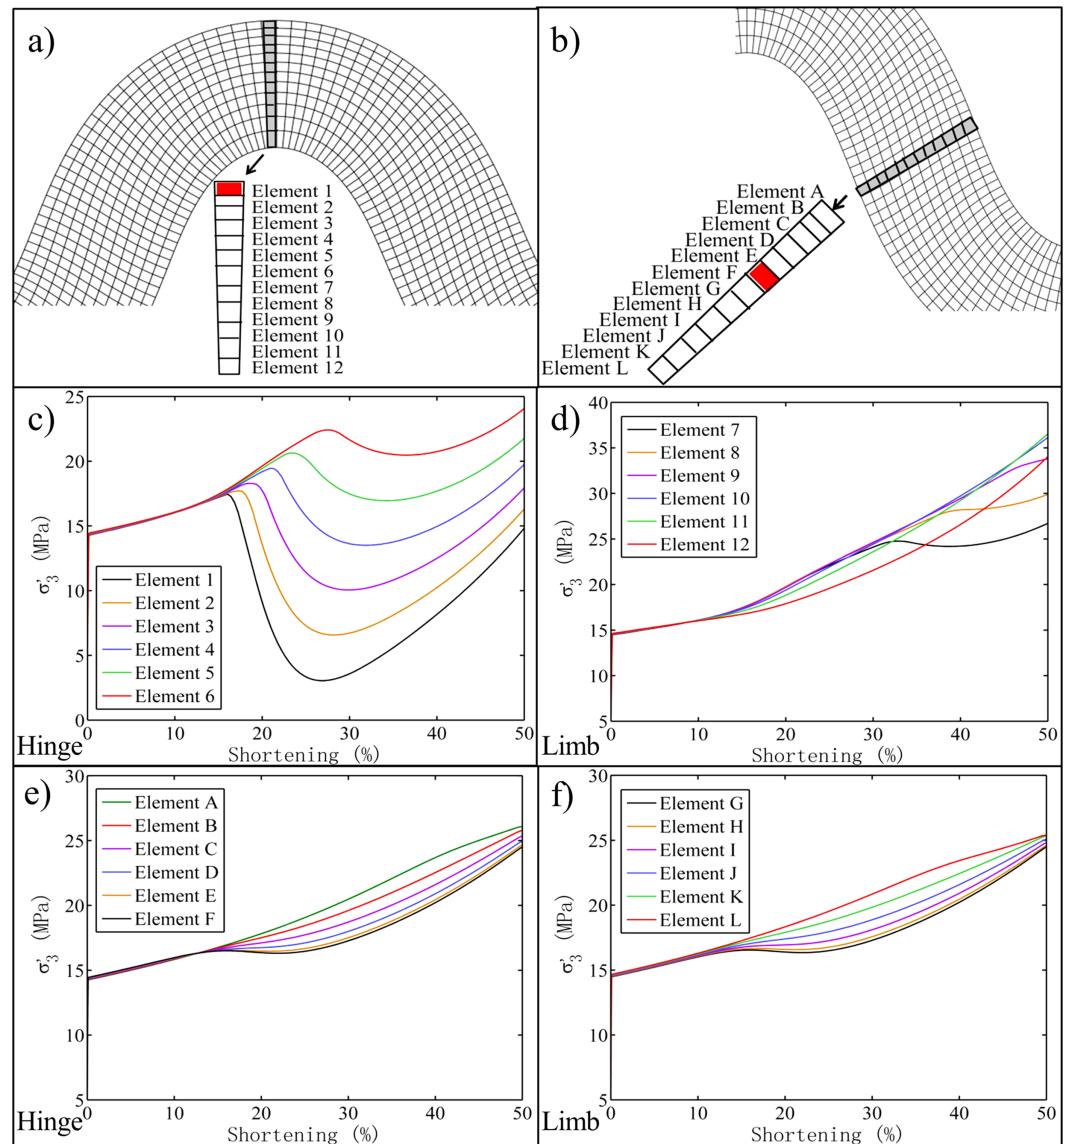 a)
Element 1
Element 2
Element 3
Element 4
Element 5
Element 6
Element 7
Element 8
Element 9
Element 10
Element 11
Element 12
b)
Element A
Element B
Element C
Element D
Element E
Element F
Element G
Element H
Element I
Element J
Element K
Element L
c)
25
20
15
10
5
0
σ'3 (MPa)
Element 1
Element 2
Element 3
Element 4
Element 5
Element 6
0 10 20 30 40 50
Hinge
Shortening (%)
d)
40
35
30
25
20
15
10
5
σ'3 (MPa)
Element 7
Element 8
Element 9
Element 10
Element 11
Element 12
0 10 20 30 40 50
Limb
Shortening (%)
e)
30
25
20
15
10
5
σ'3 (MPa)
Element A
Element B
Element C
Element D
Element E
Element F
0 10 20 30 40 50
Hinge
Shortening (%)
f)
30
25
20
15
10
5
σ'3 (MPa)
Element G
Element H
Element I
Element J
Element K
Element L
0 10 20 30 40 50
Limb
Shortening (%)